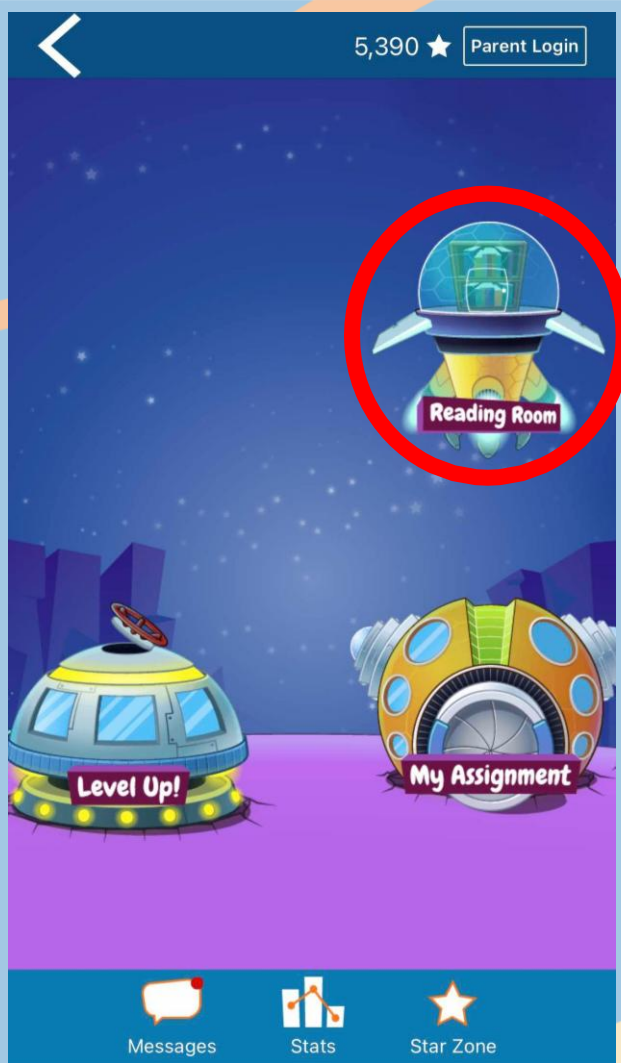 5,390
Parent Login
Reading Room
Level Up!
My Assignment
Messages
Stats
Star Zone